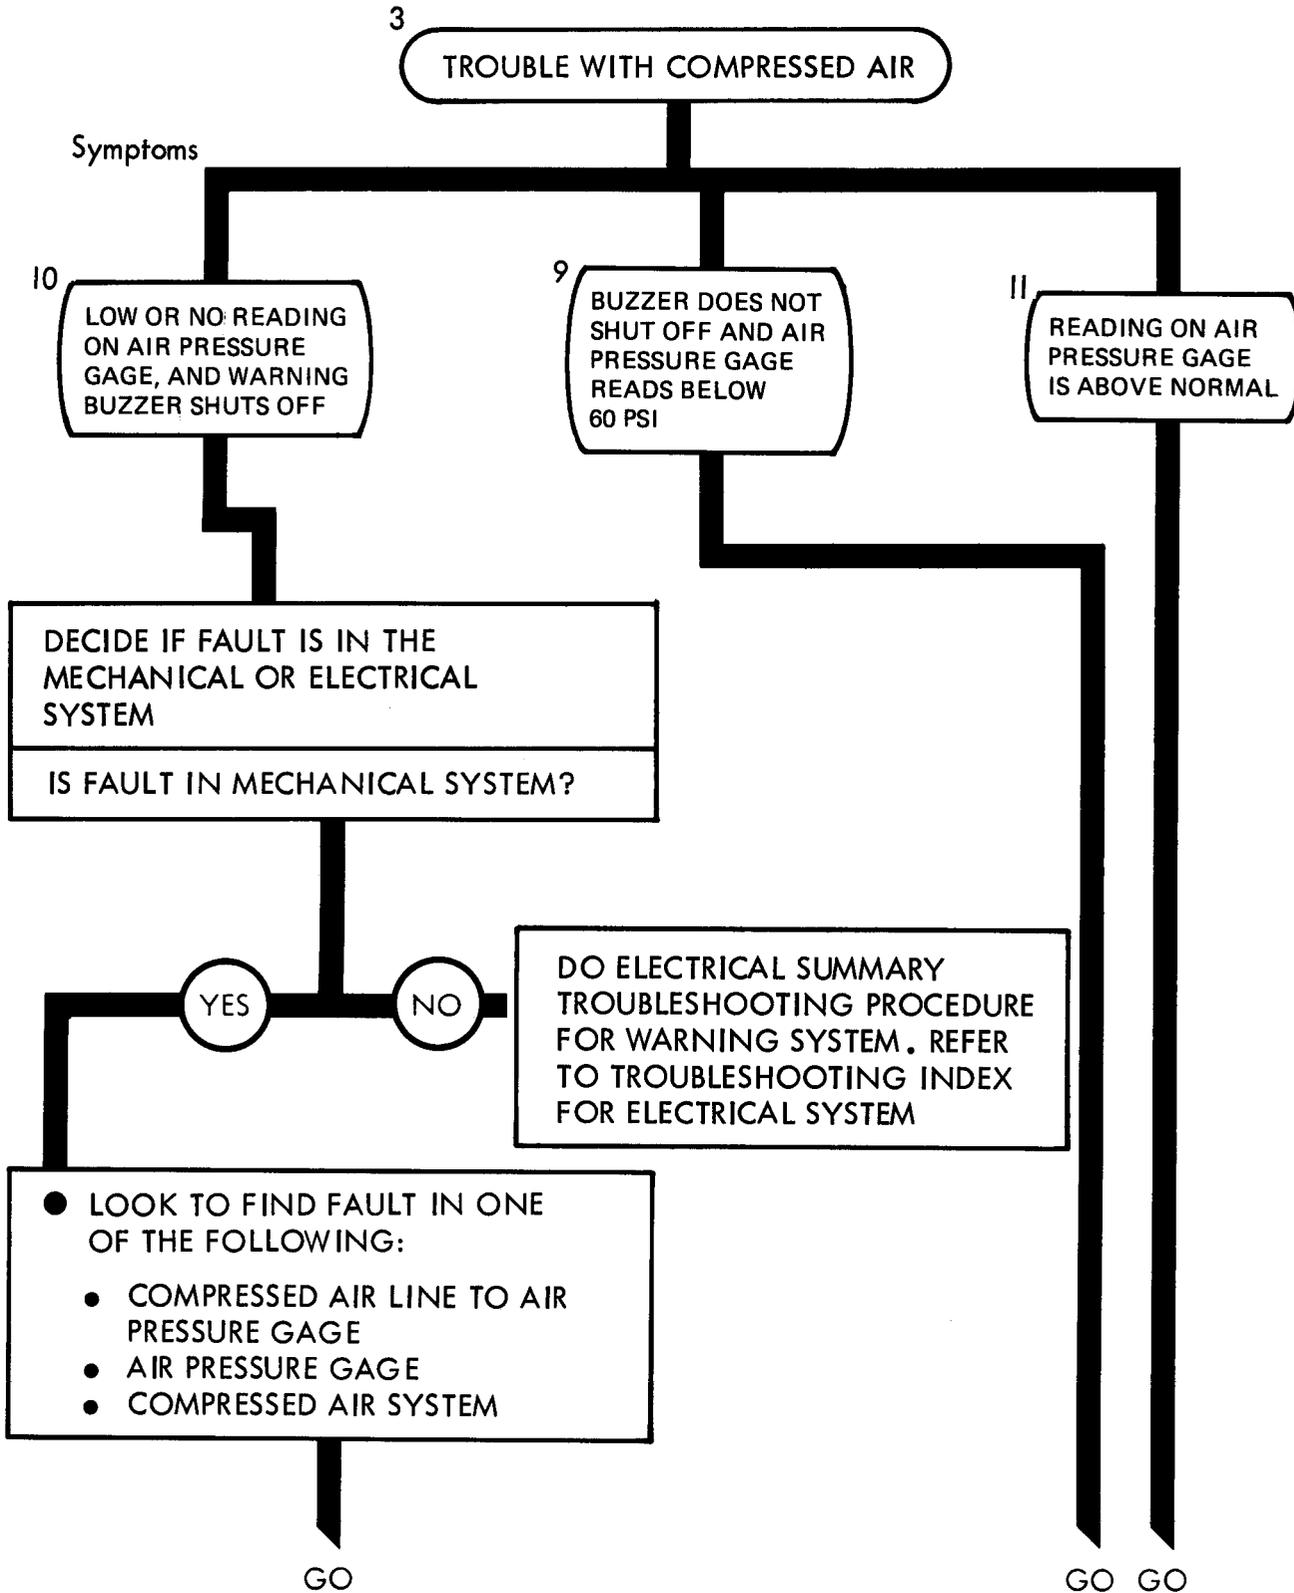 3
TROUBLE WITH COMPRESSED AIR
Symptoms
10
LOW OR NO READING
ON AIR PRESSURE
GAGE, AND WARNING
BUZZER SHUTS OFF
9
BUZZER DOES NOT
SHUT OFF AND AIR
PRESSURE GAGE
READS BELOW
60 PSI
11
READING ON AIR
PRESSURE GAGE
IS ABOVE NORMAL
DECIDE IF FAULT IS IN THE
MECHANICAL OR ELECTRICAL
SYSTEM
IS FAULT IN MECHANICAL SYSTEM?
YES
NO
DO ELECTRICAL SUMMARY
TROUBLESHOOTING PROCEDURE
FOR WARNING SYSTEM. REFER
TO TROUBLESHOOTING INDEX
FOR ELECTRICAL SYSTEM
● LOOK TO FIND FAULT IN ONE
OF THE FOLLOWING:
● COMPRESSED AIR LINE TO AIR
PRESSURE GAGE
● AIR PRESSURE GAGE
● COMPRESSED AIR SYSTEM
GO
GO
GO